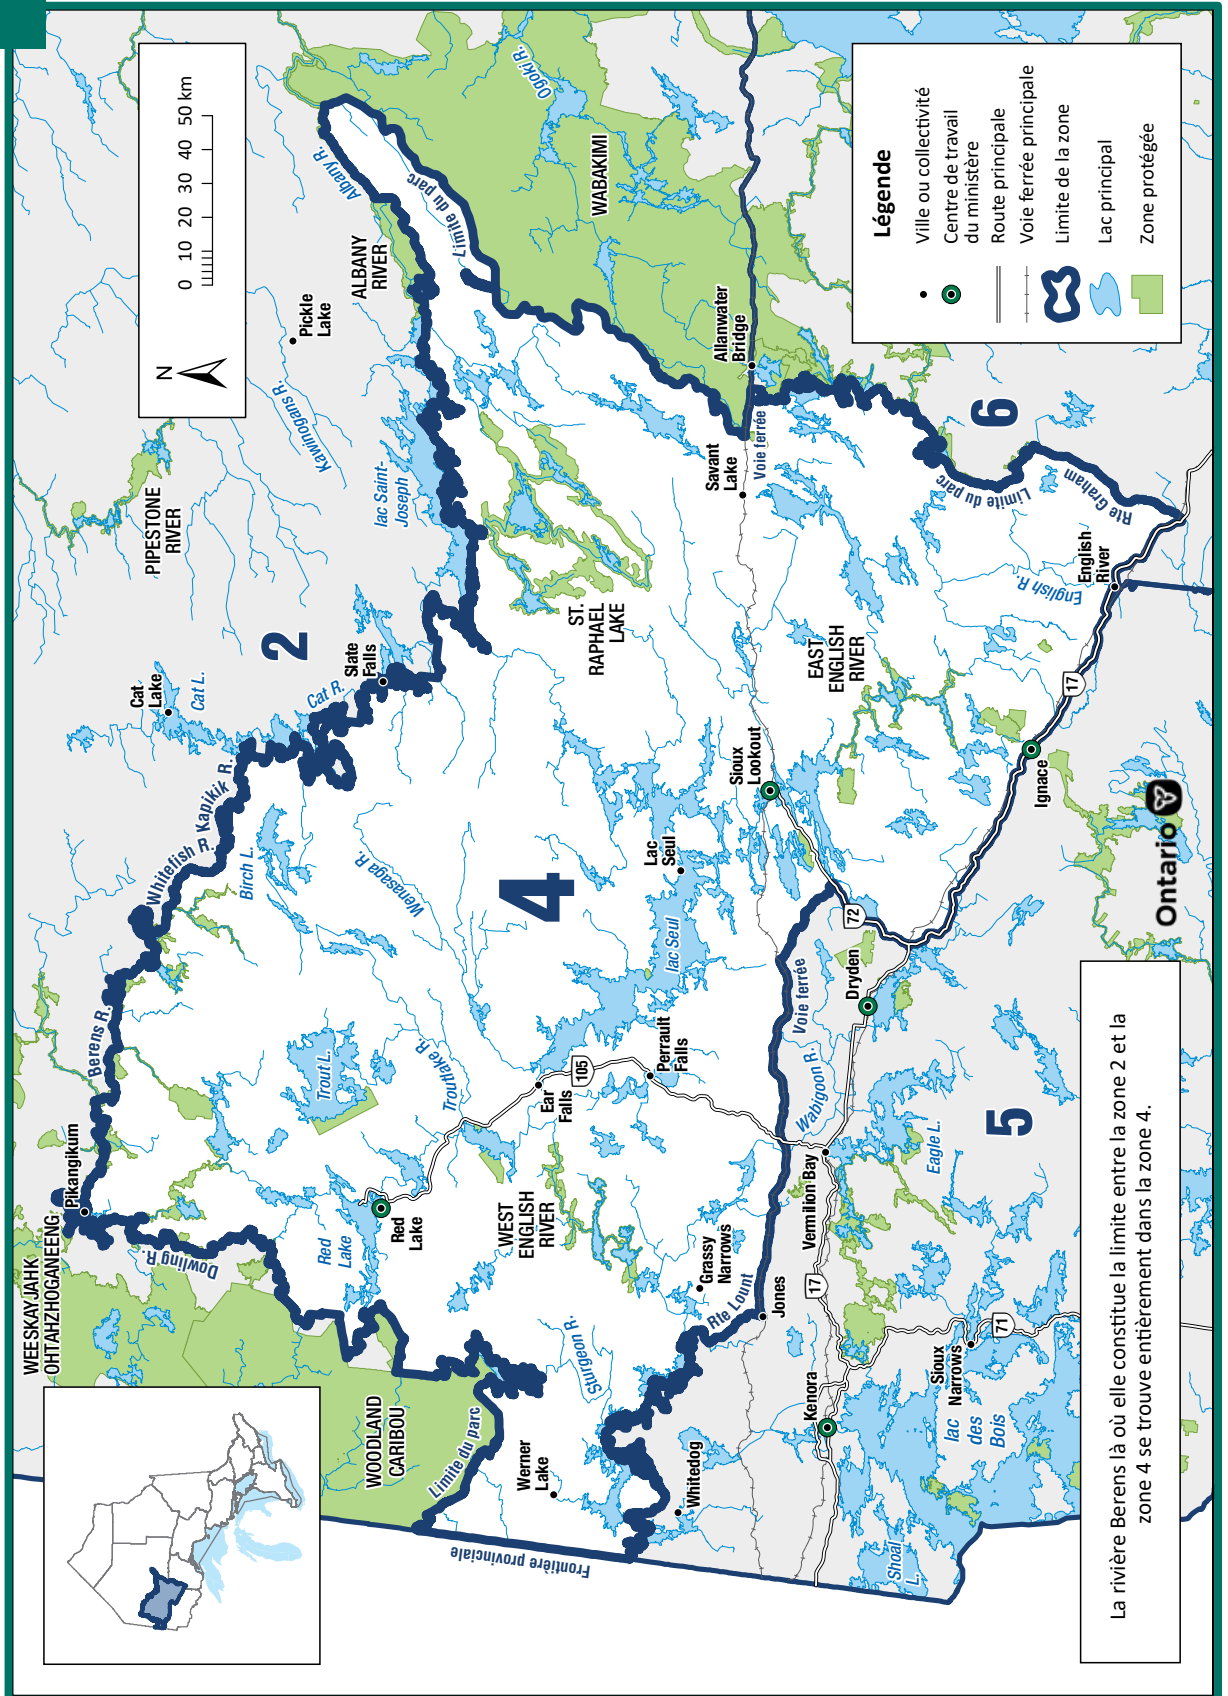 WEESKAYJAHK
OHTAHZHOGANEENG
Pikangikum
Berens R.
Whitefish R.
Kapikik R.
Cat
Lake
Cat L.
Cat R.
2
Slate
Falls
PIPESTONE
RIVER
Kawinogans R.
Pickle
Lake
N
0 10 20 30 40 50 km
lac Saint-
Joseph
ALBANY
RIVER
Albany R.
Limite du parc
Ogoki R.
WABAKIMI
Dowling R.
Red
Lake
Red
Lake
Trout L.
Troutlake R.
Birch L.
Wenasaga R.
4
ST.
RAPHAEL
LAKE
WOODLAND
CARIBOU
Limite du parc
Werner
Lake
Sturgeon R.
WEST
ENGLISH
RIVER
Ear
Falls
105
Perrault
Falls
lac Seul
Lac
Seul
Sioux
Lookout
Savant
Lake
Voie ferrée
Allanwater
Bridge
Frontière provinciale
Whitedog
Grassy
Narrows
Rte Lount
Jones
Voie ferrée
Wabigoon R.
Vermilion Bay
Dryden
72
EAST
ENGLISH
RIVER
Limite du parc
6
Rte Graham
English
River
English R.
17
Ignace
Kenora
17
Eagle L.
5
Sioux
Narrows
71
lac
des
Bois
Shoal
L.
Légende
Ville ou collectivité
Centre de travail
du ministère
Route principale
Voie ferrée principale
Limite de la zone
Lac principal
Zone protégée
La rivière Berens là où elle constitue la limite entre la zone 2 et la
zone 4 se trouve entièrement dans la zone 4.
Ontario